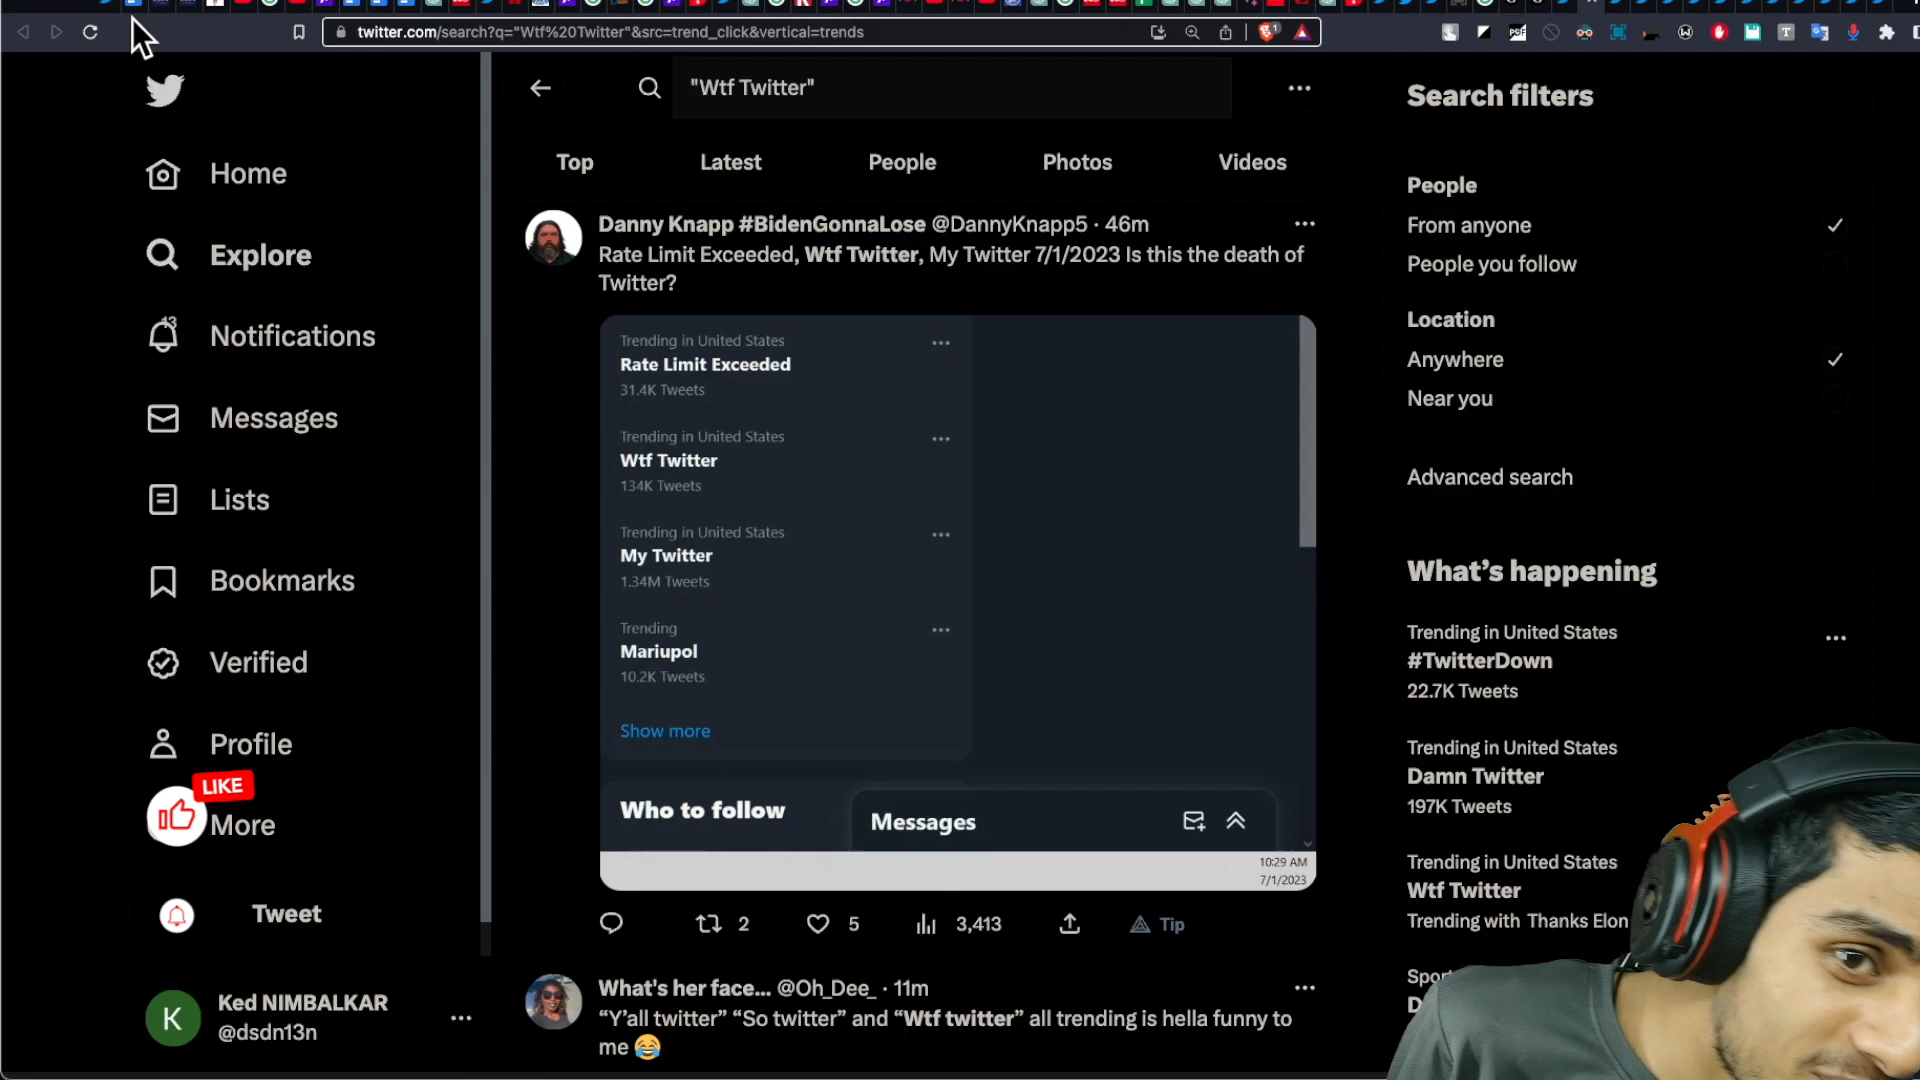 twitter.com/search?q="Wtf%20Twitter"&src=trend_click&vertical=trends
Home
Explore
13
Notifications
Messages
Lists
Bookmarks
Verified
Profile
LIKE
More
Tweet
K
Ked NIMBALKAR
@dsdn13n
"Wtf Twitter"
Top
Latest
People
Photos
Videos
Danny Knapp #BidenGonnaLose @DannyKnapp5 · 46m
Rate Limit Exceeded, Wtf Twitter, My Twitter 7/1/2023 Is this the death of
Twitter?
Trending in United States
Rate Limit Exceeded
31.4K Tweets
Trending in United States
Wtf Twitter
134K Tweets
Trending in United States
My Twitter
1.34M Tweets
Trending
Mariupol
10.2K Tweets
Show more
Who to follow
Messages
10:29 AM
7/1/2023
2
5
3,413
Tip
What's her face... @Oh_Dee_ · 11m
“Y’all twitter” “So twitter” and “Wtf twitter” all trending is hella funny to
me 😂
Search filters
People
From anyone
People you follow
Location
Anywhere
Near you
Advanced search
What’s happening
Trending in United States
#TwitterDown
22.7K Tweets
Trending in United States
Damn Twitter
197K Tweets
Trending in United States
Wtf Twitter
Trending with Thanks Elon